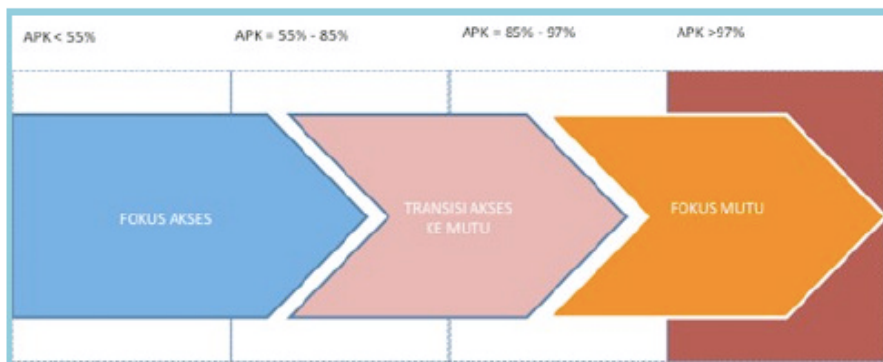 APK < 55%
APK = 55% - 85%
APK = 85% - 97%
APK >97%
FOKUS AKSES
TRANSISI AKSES
KE MUTU
FOKUS MUTU